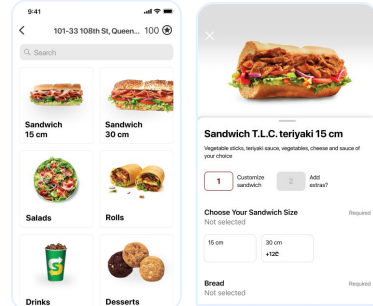 9:41
101-33 108th St, Queen... 100
Search
Sandwich
15 cm
Sandwich
30 cm
Salads
Rolls
Drinks
Desserts
Sandwich T.L.C. teriyaki 15 cm
Vegetable sticks, teriyaki sauce, vegetables, cheese and sauce of
your choice
1
Customize
sandwich
2
Add
extras?
Choose Your Sandwich Size
Required
Not selected
15 cm
30 cm
+12₴
Bread
Required
Not selected